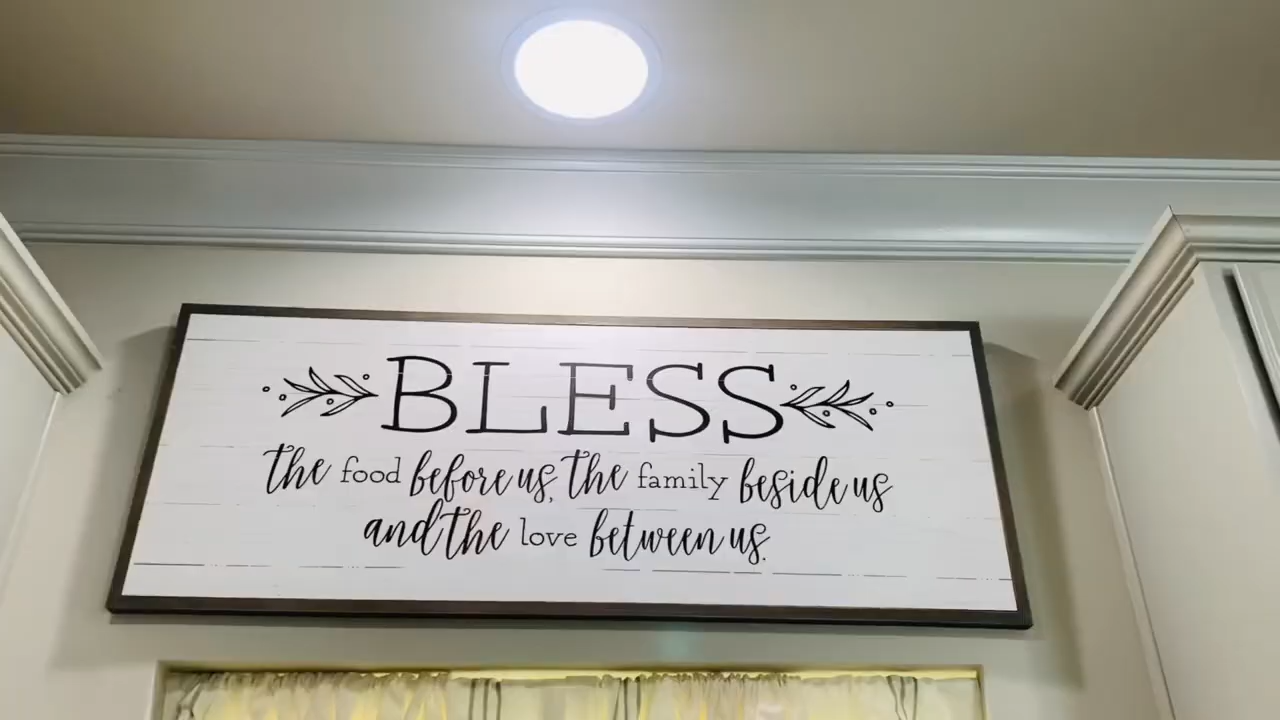 BLESS
the food before us, the family beside us
and the love between us.